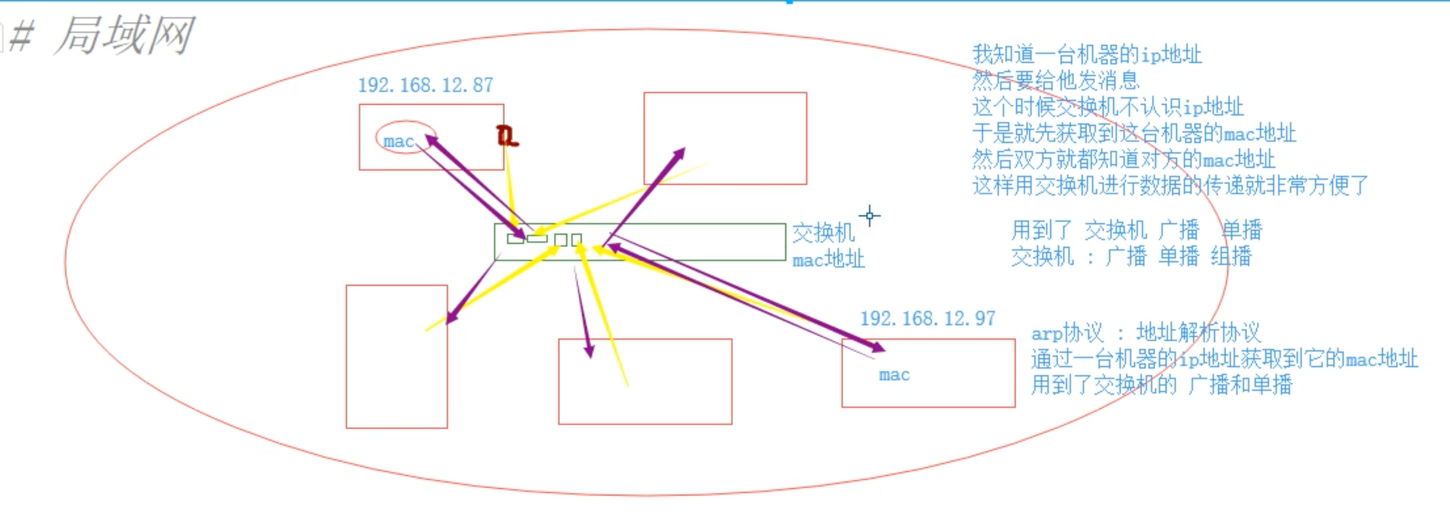 # 局域网
192.168.12.87
mac
交换机
mac地址
192.168.12.97
mac
我知道一台机器的ip地址
然后要给他发消息
这个时候交换机不认识ip地址
于是就先获取到这台机器的mac地址
然后双方就都知道对方的mac地址
这样用交换机进行数据的传递就非常方便了
用到了 交换机 广播 单播
交换机 : 广播 单播 组播
arp协议 : 地址解析协议
通过一台机器的ip地址获取到它的mac地址
用到了交换机的 广播和单播